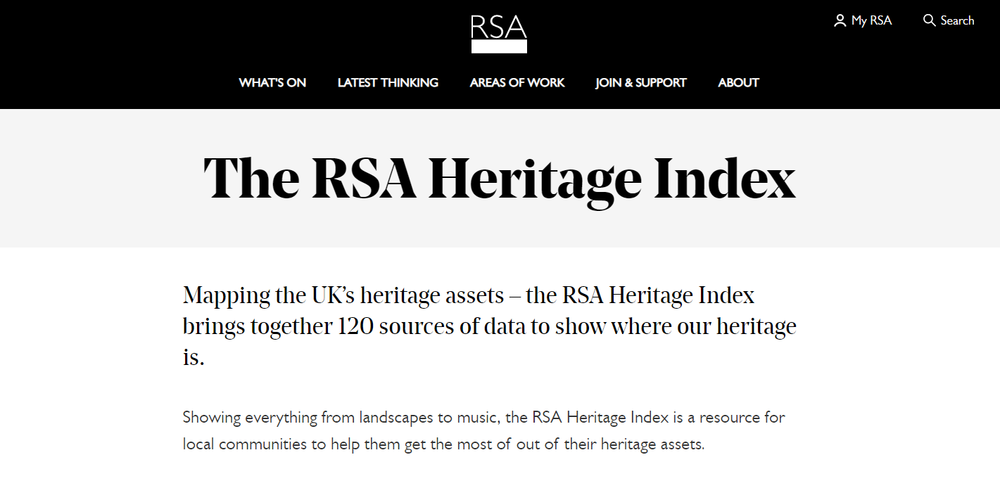 RSA
My RSA
Search
WHAT'S ON
LATEST THINKING
AREAS OF WORK
JOIN & SUPPORT
ABOUT
The RSA Heritage Index
Mapping the UK’s heritage assets – the RSA Heritage Index
brings together 120 sources of data to show where our heritage
is.
Showing everything from landscapes to music, the RSA Heritage Index is a resource for
local communities to help them get the most of out of their heritage assets.